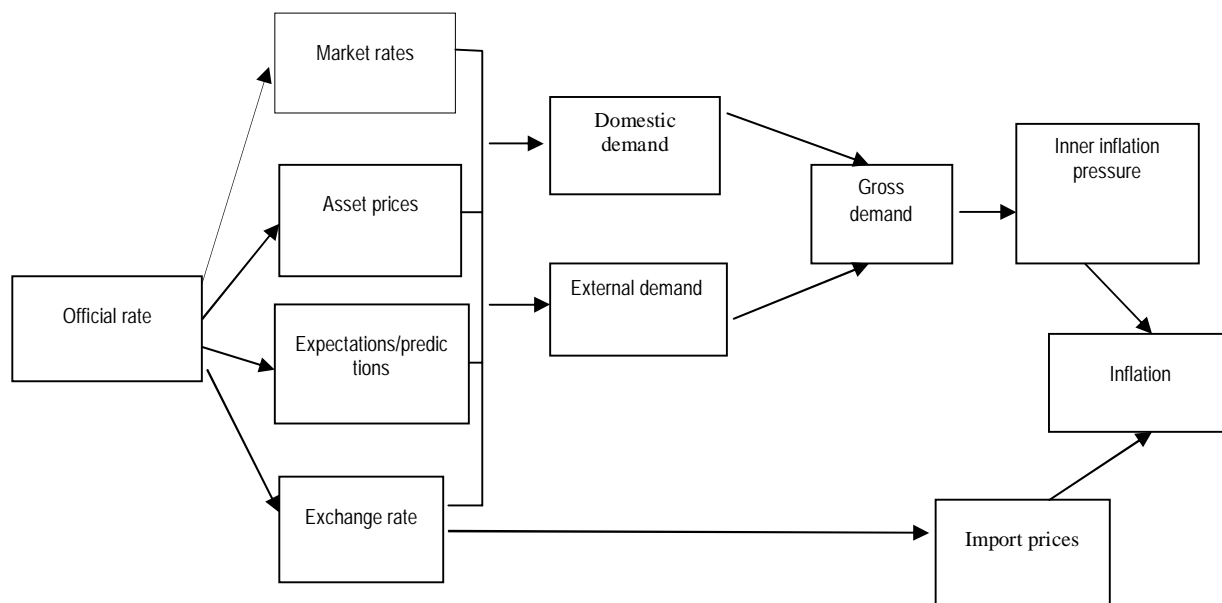 Market rates
Asset prices
Official rate
Expectations/predic
tions
Exchange rate
Domestic
demand
External demand
Gross
demand
Inner inflation
pressure
Inflation
Import prices